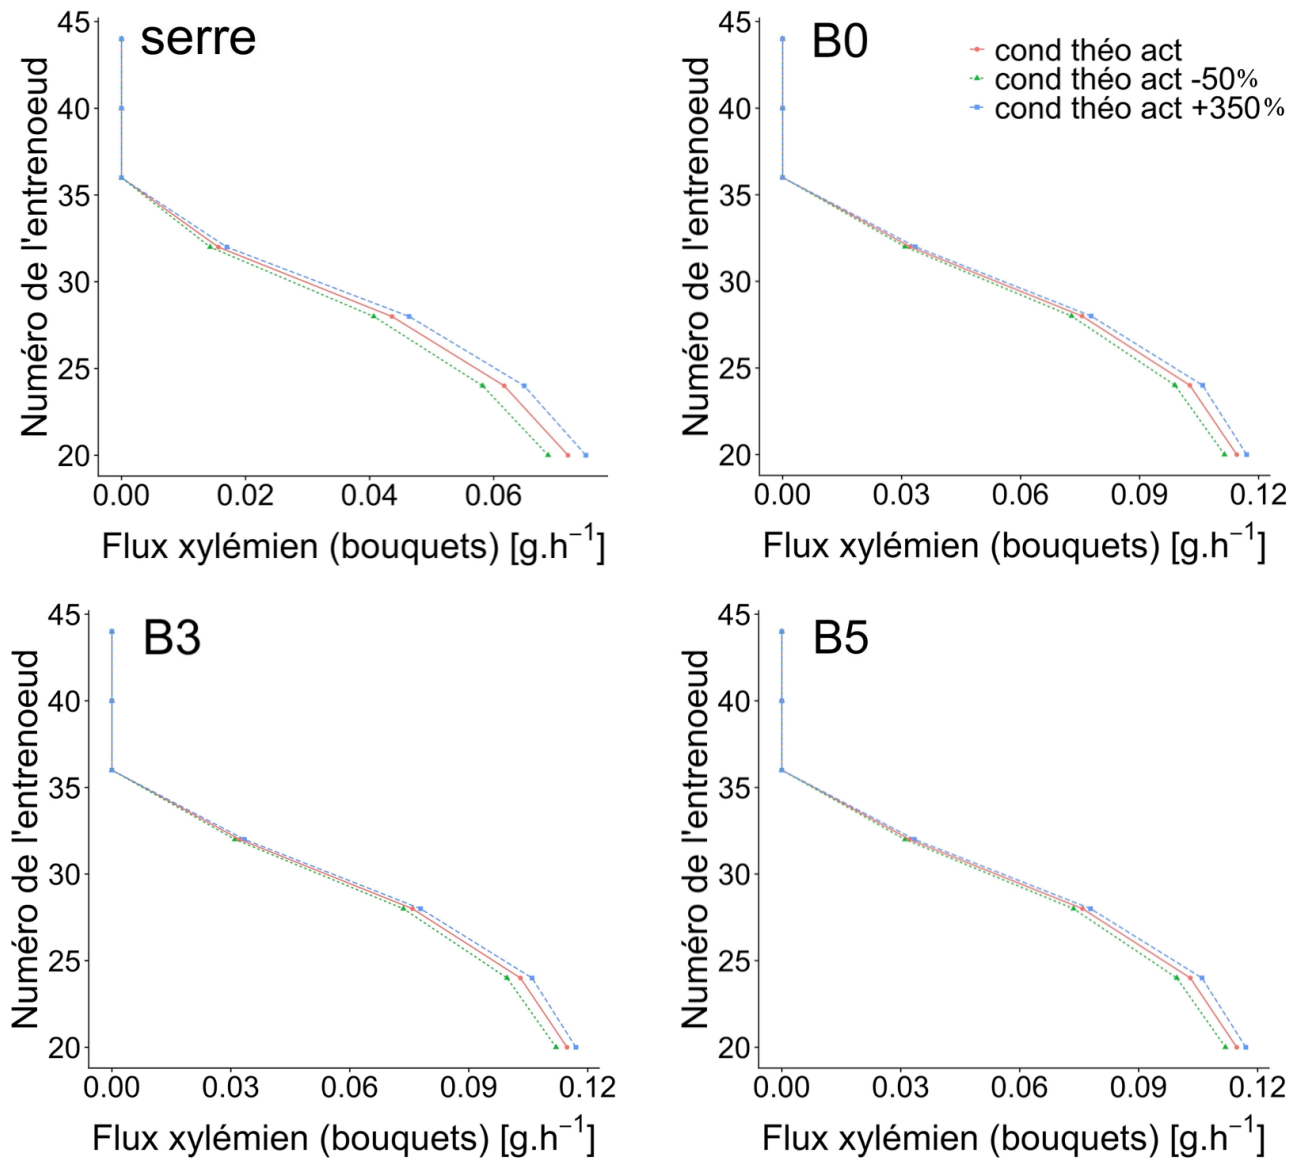 serre
45
40
35
30
25
20
Numéro de l'entrenoeud
0.00 0.02 0.04 0.06
Flux xylémien (bouquets) [g.h⁻¹]
B0
cond théo act
cond théo act -50%
cond théo act +350%
45
40
35
30
25
20
Numéro de l'entrenoeud
0.00 0.03 0.06 0.09 0.12
Flux xylémien (bouquets) [g.h⁻¹]
B3
45
40
35
30
25
20
Numéro de l'entrenoeud
0.00 0.03 0.06 0.09 0.12
Flux xylémien (bouquets) [g.h⁻¹]
B5
45
40
35
30
25
20
Numéro de l'entrenoeud
0.00 0.03 0.06 0.09 0.12
Flux xylémien (bouquets) [g.h⁻¹]